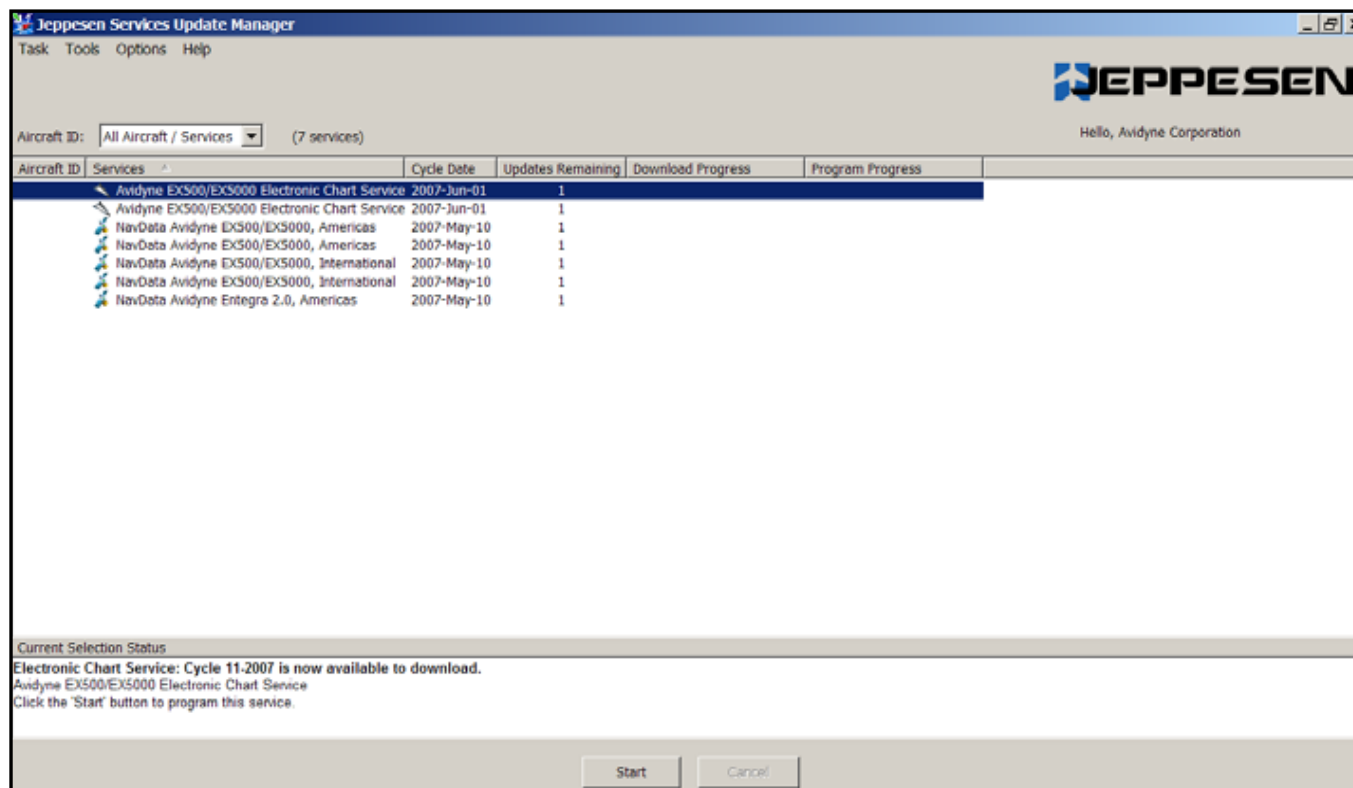 Jeppesen Services Update Manager
Task Tools Options Help
JEPPESEN
Aircraft ID: All Aircraft / Services (7 services)
Hello, Avidyne Corporation
Aircraft ID Services Cycle Date Updates Remaining Download Progress Program Progress
Avidyne EX500/EX5000 Electronic Chart Service 2007-Jun-01 1
Avidyne EX500/EX5000 Electronic Chart Service 2007-Jun-01 1
NavData Avidyne EX500/EX5000, Americas 2007-May-10 1
NavData Avidyne EX500/EX5000, Americas 2007-May-10 1
NavData Avidyne EX500/EX5000, International 2007-May-10 1
NavData Avidyne EX500/EX5000, International 2007-May-10 1
NavData Avidyne Entegra 2.0, Americas 2007-May-10 1
Current Selection Status
Electronic Chart Service: Cycle 11-2007 is now available to download.
Avidyne EX500/EX5000 Electronic Chart Service
Click the 'Start' button to program this service.
Start Cancel